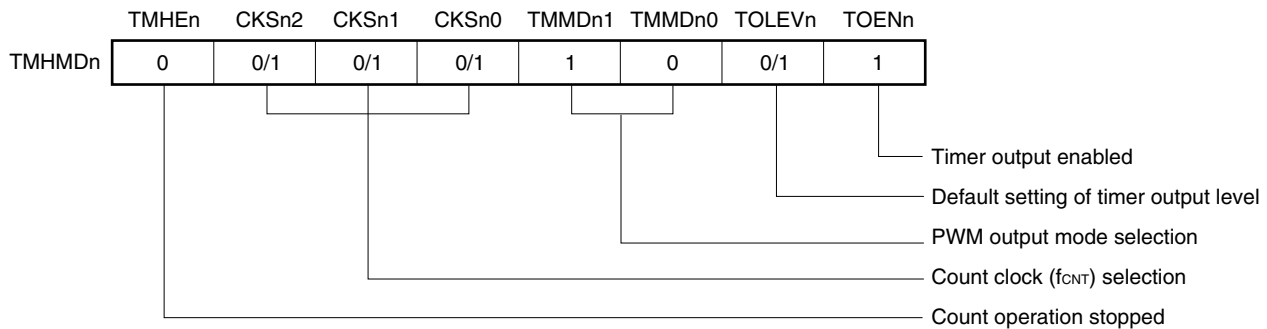 TMHEn CKSn2 CKSn1 CKSn0 TMMDn1 TMMDn0 TOLEVn TOENn
TMHMDn 0 0/1 0/1 0/1 1 0 0/1 1
Timer output enabled
Default setting of timer output level
PWM output mode selection
Count clock (fCNT) selection
Count operation stopped